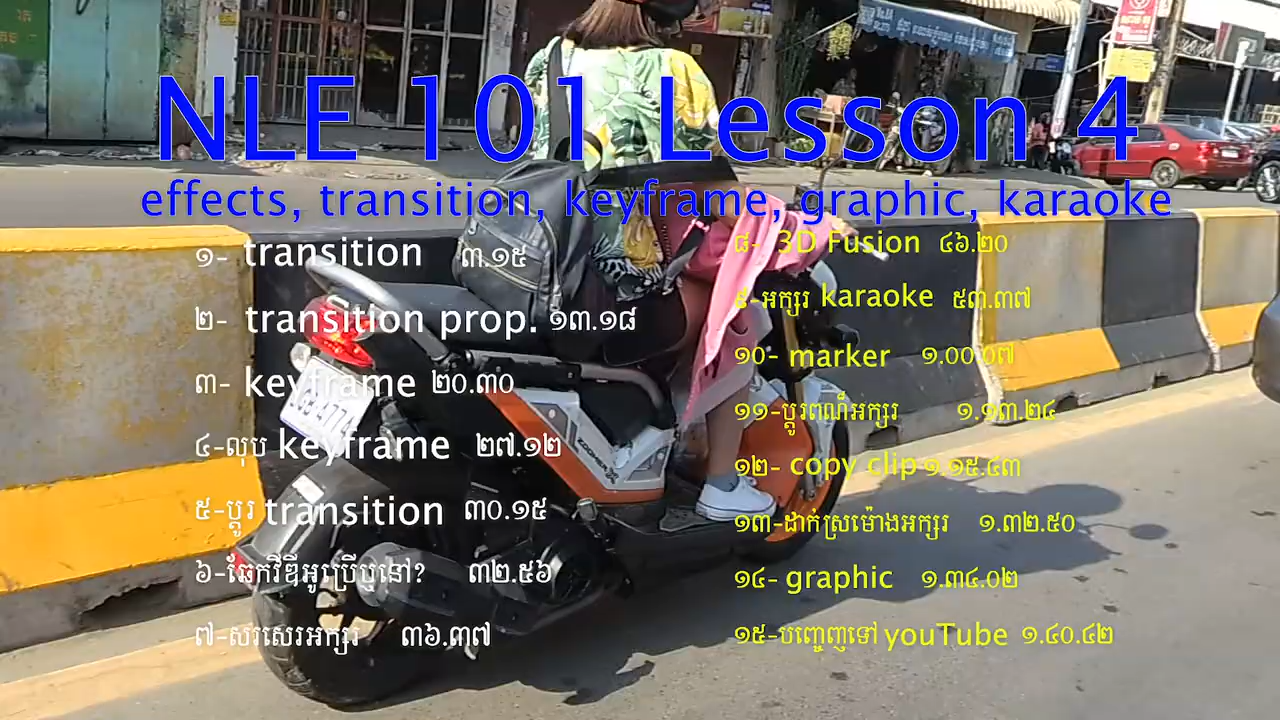 NLE 101 Lesson 4
effects, transition, keyframe, graphic, karaoke
១- transition ៣.១៥
២- transition prop. ១៣.១៨
៣- keyframe ២០.៣០
៤-លុប keyframe ២៧.១២
៥-ប្តូរ transition ៣០.១៥
៦-ឆែកវីឌីអូប្រើឬនៅ? ៣២.៥៦
៧-សរសេរអក្សរ ៣៦.៣៧
៨- 3D Fusion ៤៦.២០
៩-អក្សរ karaoke ៥៣.៣៧
១០- marker ១.០០.០៧
១១-ប្តូរពណ៌អក្សរ ១.១៣.២៤
១២- copy clip ១.១៥.៤៣
១៣-ដាក់ស្រម៉ោងអក្សរ ១.៣២.៥០
១៤- graphic ១.៣៤.០២
១៥-បញ្ចេញទៅ youTube ១.៤០.៤២